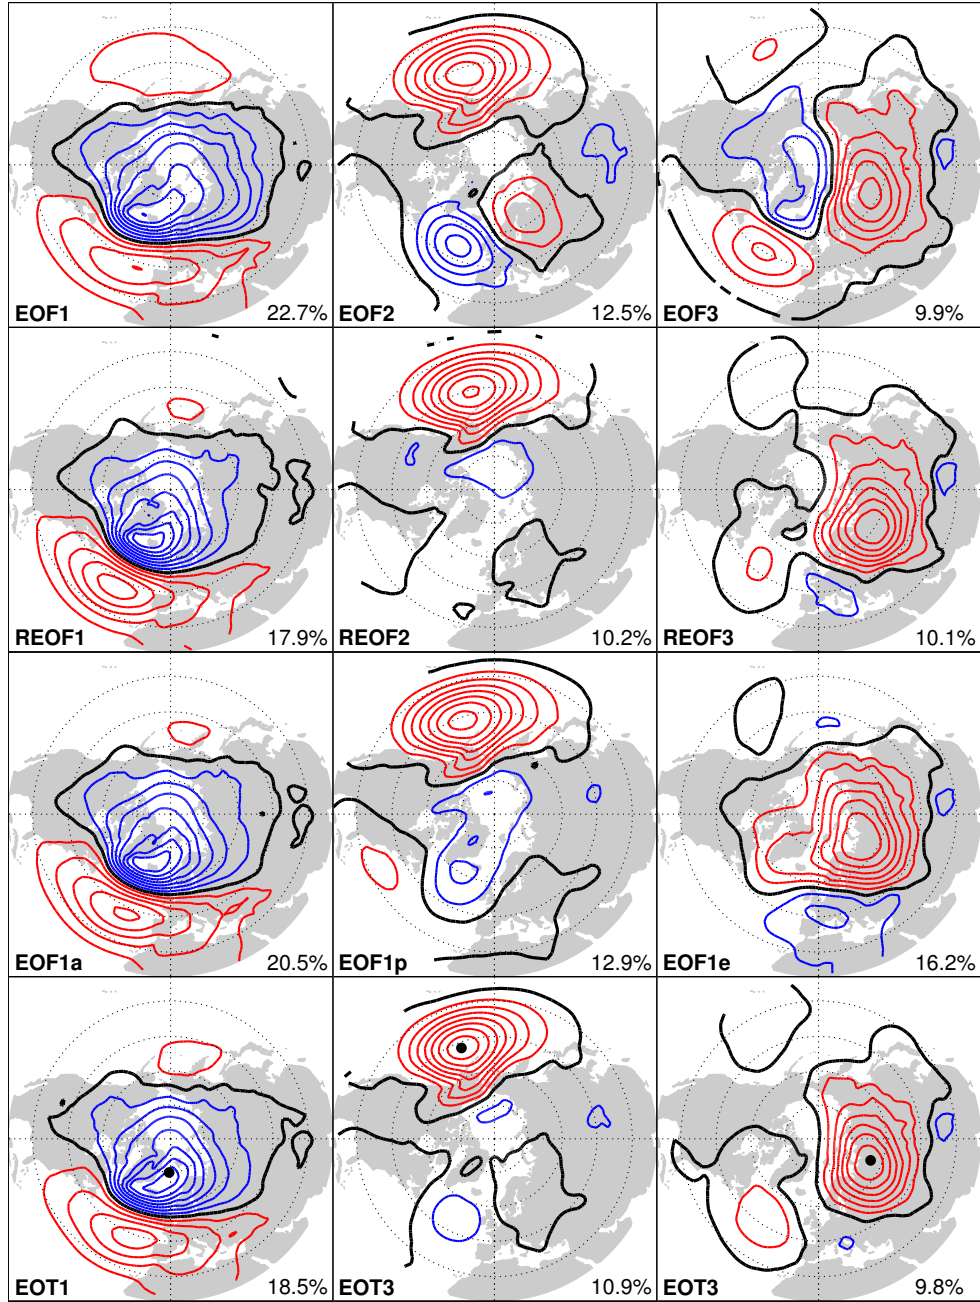 EOF1 22.7% EOF2 12.5% EOF3 9.9%
REOF1 17.9% REOF2 10.2% REOF3 10.1%
EOF1a 20.5% EOF1p 12.9% EOF1e 16.2%
EOT1 18.5% EOT3 10.9% EOT3 9.8%